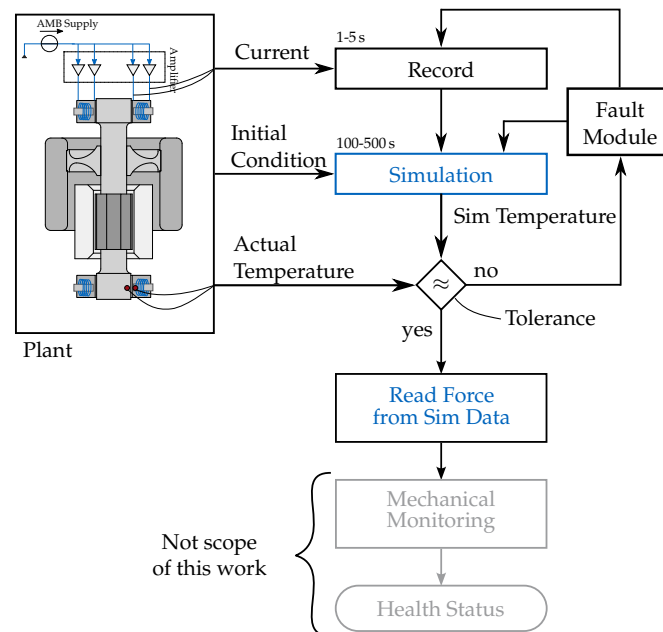 AMB Supply
Amplifier
Current
1-5 s
Record
Fault
Module
Initial
Condition
100-500 s
Simulation
Sim Temperature
Actual
Temperature
≈
no
Tolerance
yes
Plant
Read Force
from Sim Data
Mechanical
Monitoring
Not scope
of this work
Health Status